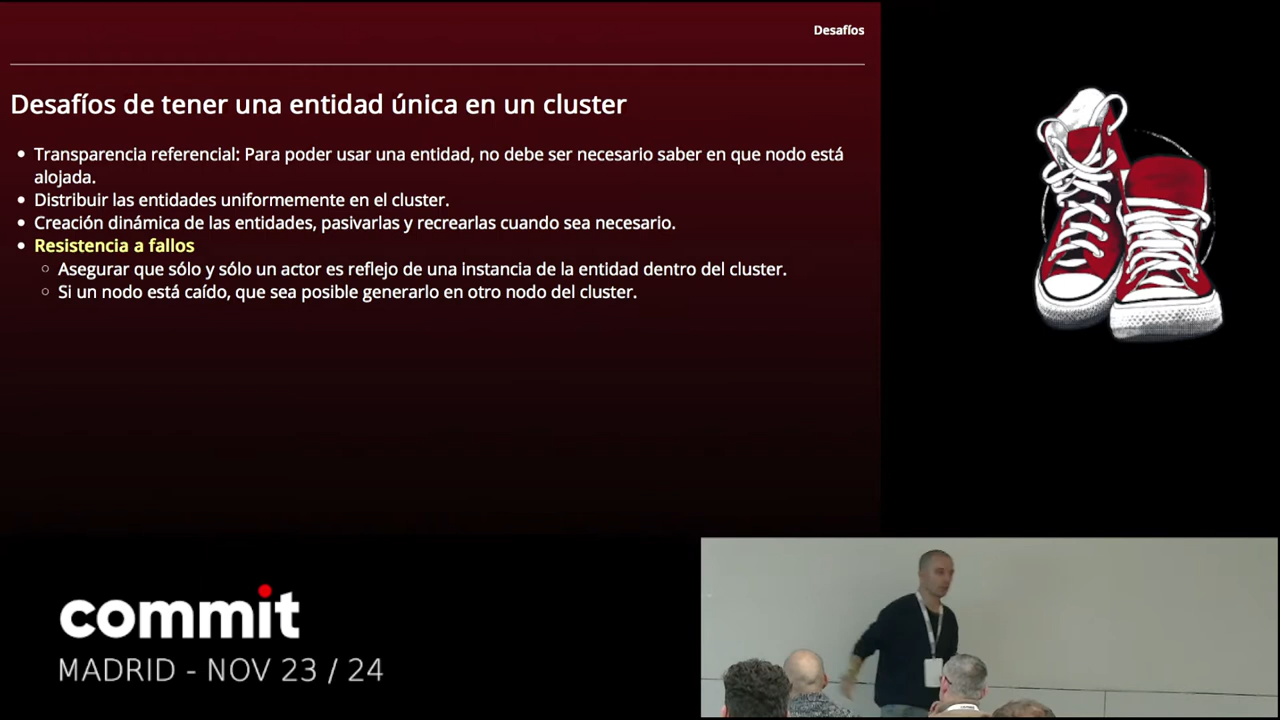 Desafíos
Desafíos de tener una entidad única en un cluster
Transparencia referencial: Para poder usar una entidad, no debe ser necesario saber en que nodo está
alojada.
Distribuir las entidades uniformemente en el cluster.
Creación dinámica de las entidades, pasivarlas y recrearlas cuando sea necesario.
Resistencia a fallos
Asegurar que sólo y sólo un actor es reflejo de una instancia de la entidad dentro del cluster.
Si un nodo está caído, que sea posible generarlo en otro nodo del cluster.
commit
MADRID - NOV 23 / 24